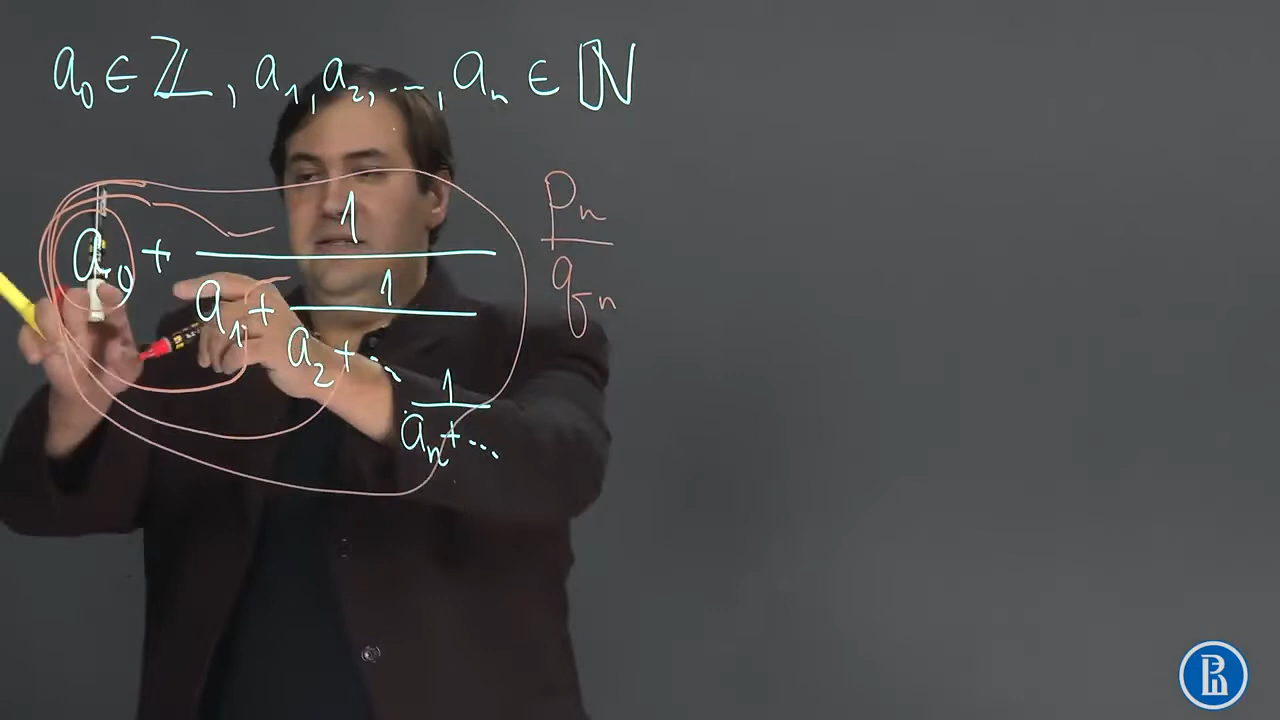 a₀ ∈ ℤ, a₁, a₂, ..., aₙ ∈ ℕ
a₀ + 1/(a₁ + 1/(a₂ + ⋱ 1/(aₙ + ...)))
pₙ/qₙ